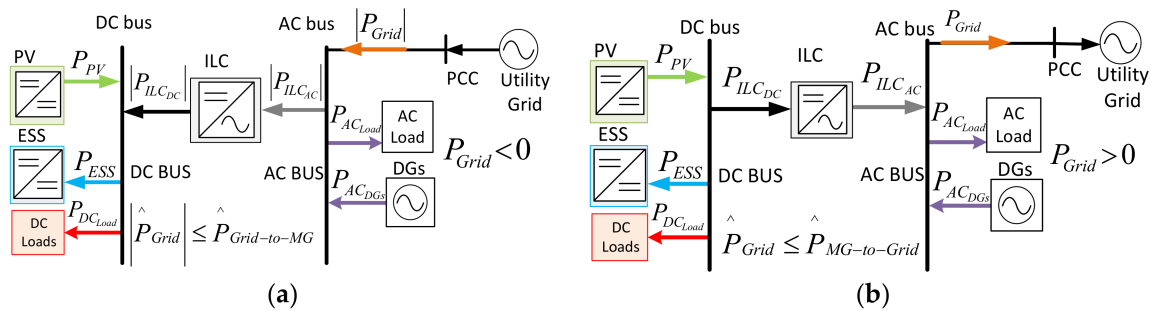 DC bus
AC bus
|P_Grid|
PV
P_PV
ILC
|P_ILC_DC|
|P_ILC_AC|
PCC
Utility
Grid
P_AC_Load
AC
Load
P_Grid < 0
ESS
P_ESS
DC BUS
AC BUS
DGs
P_AC_DGs
DC
Loads
P_DC_Load
|P̂_Grid| ≤ P̂_Grid-to-MG
(a)
DC bus
AC bus
P_Grid
PV
P_PV
ILC
P_ILC_DC
P_ILC_AC
PCC
Utility
Grid
P_AC_Load
AC
Load
P_Grid > 0
ESS
P_ESS
DC BUS
AC BUS
DGs
P_AC_DGs
DC
Loads
P_DC_Load
P̂_Grid ≤ P̂_MG-to-Grid
(b)